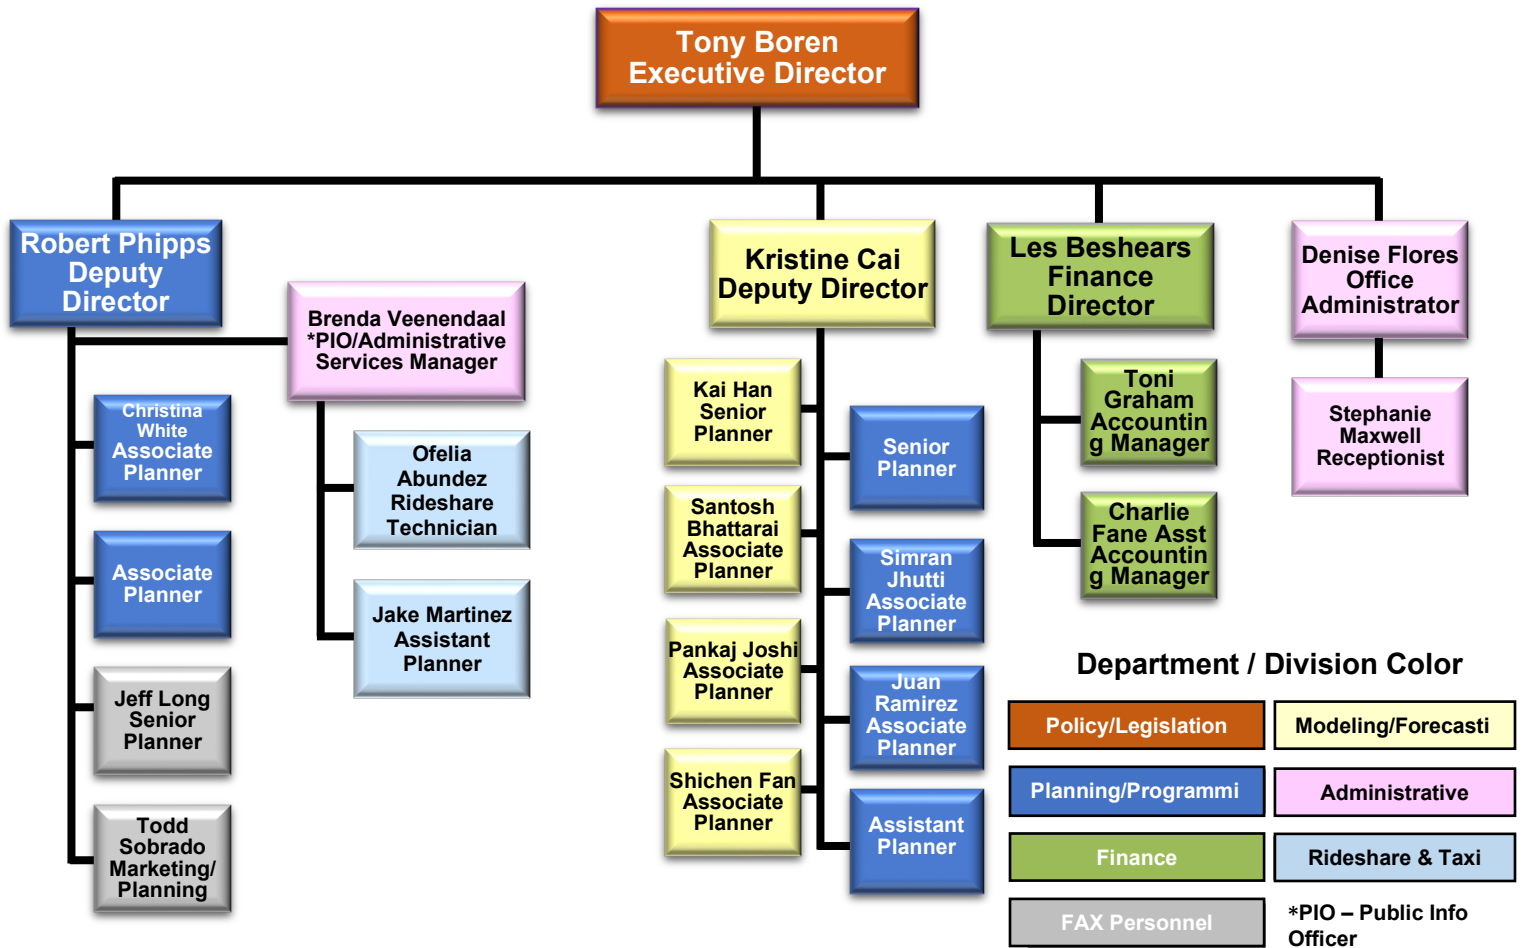 Tony Boren
Executive Director
Robert Phipps
Deputy
Director
Brenda Veenendaal
*PIO/Administrative
Services Manager
Christina
White
Associate
Planner
Associate
Planner
Jeff Long
Senior
Planner
Todd
Sobrado
Marketing/
Planning
Ofelia
Abundez
Rideshare
Technician
Jake Martinez
Assistant
Planner
Kristine Cai
Deputy Director
Kai Han
Senior
Planner
Santosh
Bhattarai
Associate
Planner
Pankaj Joshi
Associate
Planner
Shichen Fan
Associate
Planner
Senior
Planner
Simran
Jhutti
Associate
Planner
Juan
Ramirez
Associate
Planner
Assistant
Planner
Les Beshears
Finance
Director
Toni
Graham
Accountin
g Manager
Charlie
Fane Asst
Accountin
g Manager
Denise Flores
Office
Administrator
Stephanie
Maxwell
Receptionist
Department / Division Color
Policy/Legislation
Modeling/Forecasti
Planning/Programmi
Administrative
Finance
Rideshare & Taxi
FAX Personnel
*PIO – Public Info
Officer